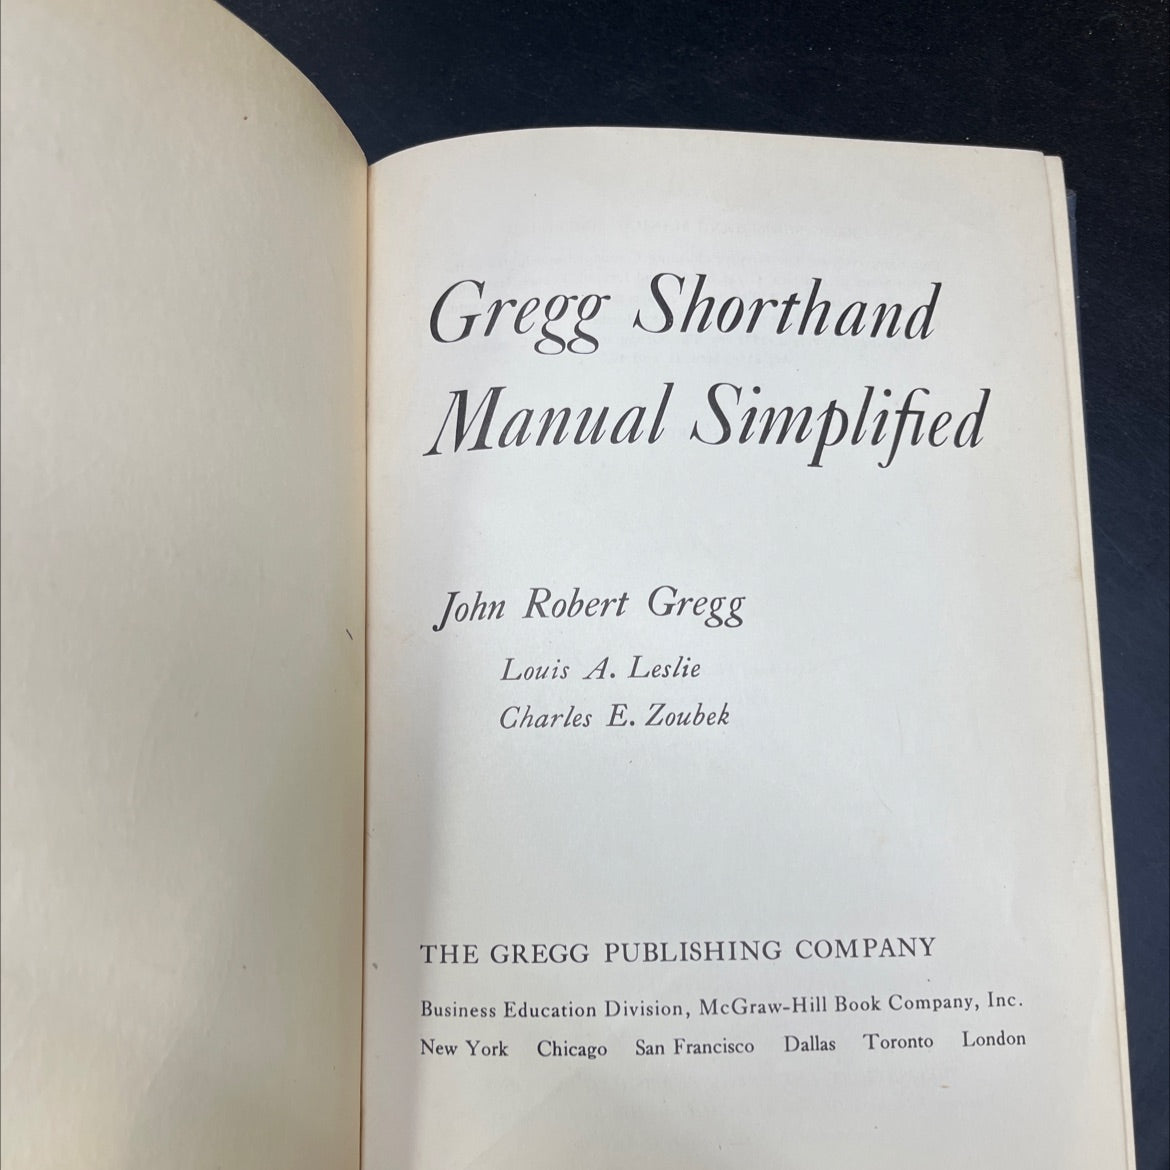 Gregg Shorthand
Manual Simplified
John Robert Gregg
Louis A. Leslie
Charles E. Zoubek
THE GREGG PUBLISHING COMPANY
Business Education Division, McGraw-Hill Book Company, Inc.
New York Chicago San Francisco Dallas Toronto London